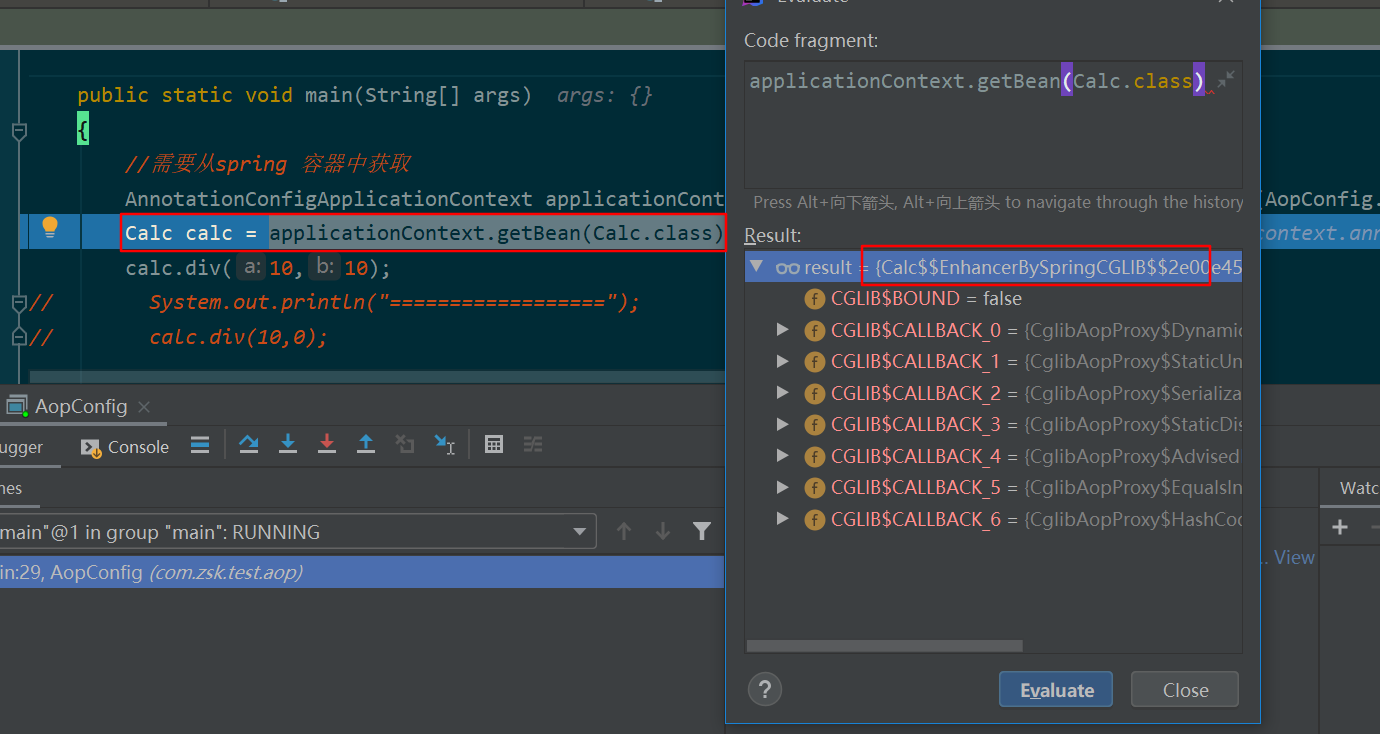 Evaluate
Code fragment:
applicationContext.getBean(Calc.class)
Press Alt+向下箭头, Alt+向上箭头 to navigate through the history
Result:
result = {Calc$$EnhancerBySpringCGLIB$$2e00e45
CGLIB$BOUND = false
CGLIB$CALLBACK_0 = {CglibAopProxy$Dynamic
CGLIB$CALLBACK_1 = {CglibAopProxy$StaticUn
CGLIB$CALLBACK_2 = {CglibAopProxy$Serializa
CGLIB$CALLBACK_3 = {CglibAopProxy$StaticDis
CGLIB$CALLBACK_4 = {CglibAopProxy$Advised
CGLIB$CALLBACK_5 = {CglibAopProxy$EqualsIn
CGLIB$CALLBACK_6 = {CglibAopProxy$HashCo
?
Evaluate
Close
public static void main(String[] args) args: {}
{
//需要从spring 容器中获取
AnnotationConfigApplicationContext applicationCont
(AopConfig.
Calc calc = applicationContext.getBean(Calc.class)
context.ann
calc.div( a: 10, b: 10);
// System.out.println("===================");
// calc.div(10,0);
AopConfig
ugger
Console
nes
main"@1 in group "main": RUNNING
in:29, AopConfig (com.zsk.test.aop)
Watc
.. View